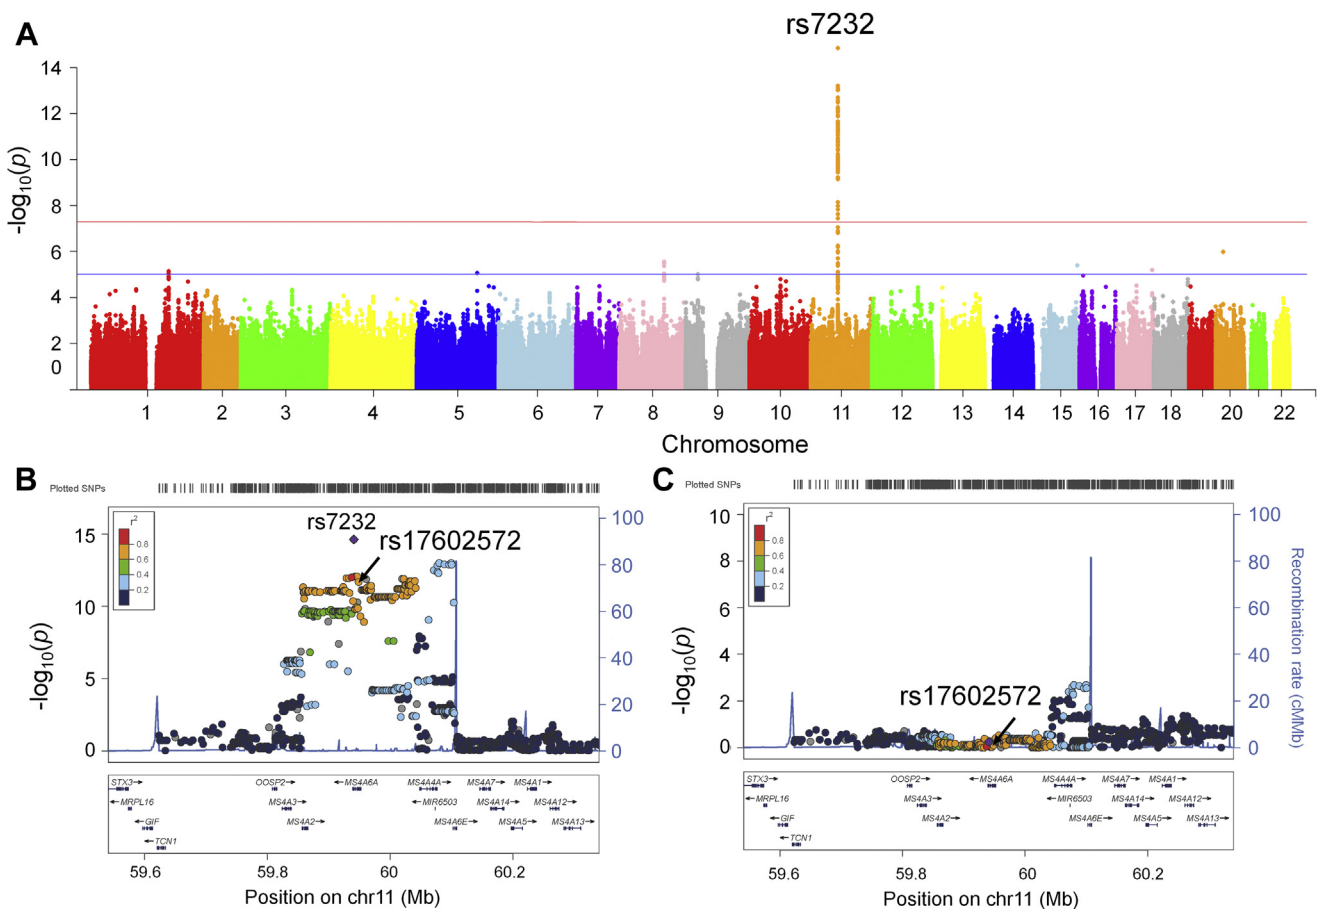 A
rs7232
14
12
10
8
6
4
2
0
-log10(p)
1 2 3 4 5 6 7 8 9 10 11 12 13 14 15 16 17 18 20 22
Chromosome
B
Plotted SNPs
r2
0.8
0.6
0.4
0.2
rs7232
rs17602572
15
10
5
0
-log10(p)
100
80
60
40
20
0
STX3 OOSP2 MS4A6A MS4A4A MS4A7 MS4A1
MRPL16 MS4A3 MIR6503 MS4A14 MS4A12
GIF MS4A2 MS4A6E MS4A5 MS4A13
TCN1
59.6 59.8 60 60.2
Position on chr11 (Mb)
C
Plotted SNPs
r2
0.8
0.6
0.4
0.2
rs17602572
10
8
6
4
2
0
-log10(p)
100
80
60
40
20
0
Recombination rate (cMMb)
STX3 OOSP2 MS4A6A MS4A4A MS4A7 MS4A1
MRPL16 MS4A3 MIR6503 MS4A14 MS4A12
GIF MS4A2 MS4A6E MS4A5 MS4A13
TCN1
59.6 59.8 60 60.2
Position on chr11 (Mb)